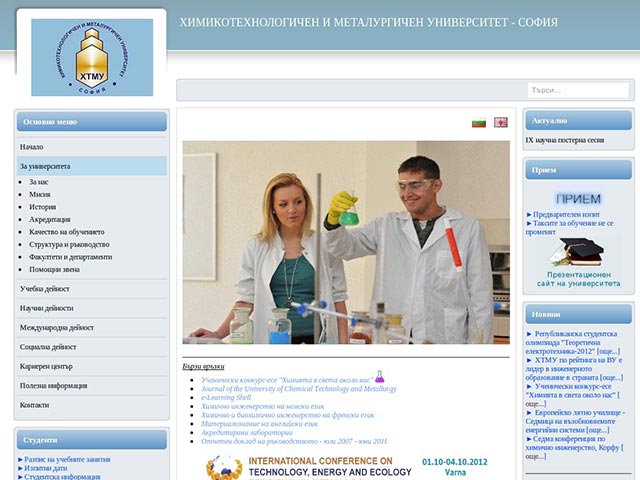 ХИМИКОТЕХНОЛОГИЧЕН И МЕТАЛУРГИЧЕН УНИВЕРСИТЕТ - СОФИЯ
ХИМИКОТЕХНОЛОГИЧЕН И МЕТАЛУРГИЧЕН УНИВЕРСИТЕТ
ХТМУ
СОФИЯ
Търси...
Основно меню
Начало
За университета
За нас
Мисия
История
Акредитация
Качество на обучението
Структура и ръководство
Факултети и департаменти
Помощни звена
Учебна дейност
Научни дейности
Международна дейност
Социална дейност
Кариерен център
Полезна информация
Контакти
Студенти
►Разпис на учебните занятия
►Изпитни дати
►Студентска информация
Бързи връзки
Ученически конкурс-есе "Химията в света около нас"
Journal of the University of Chemical Technology and Metallurgy
e-Learning Shell
Химично инженерство на немски език
Химично и биохимично инженерство на френски език
Материалознание на английски език
Акредитирани лаборатории
Отчетен доклад на ръководството - юли 2007 - юни 2011
INTERNATIONAL CONFERENCE ON
TECHNOLOGY, ENERGY AND ECOLOGY
01.10-04.10.2012
Varna
Актуално
IX научна постерна сесия
Прием
ПРИЕМ
►Предварителен изпит
►Таксите за обучение не се
променят
Презентационен
сайт на университета
Новини
► Републиканска студентска
олимпиада "Теоретична
електротехника-2012" [още...]
► ХТМУ по рейтинга на ВУ е
лидер в инженерното
образование в страната [още...]
► Ученически конкурс-есе
"Химията в света около нас" [
още...]
► Европейско лятно училище -
Седмица на възобновяемите
енергийни системи [още...]
►Седма конференция по
химично инженерство, Корфу [
още...]